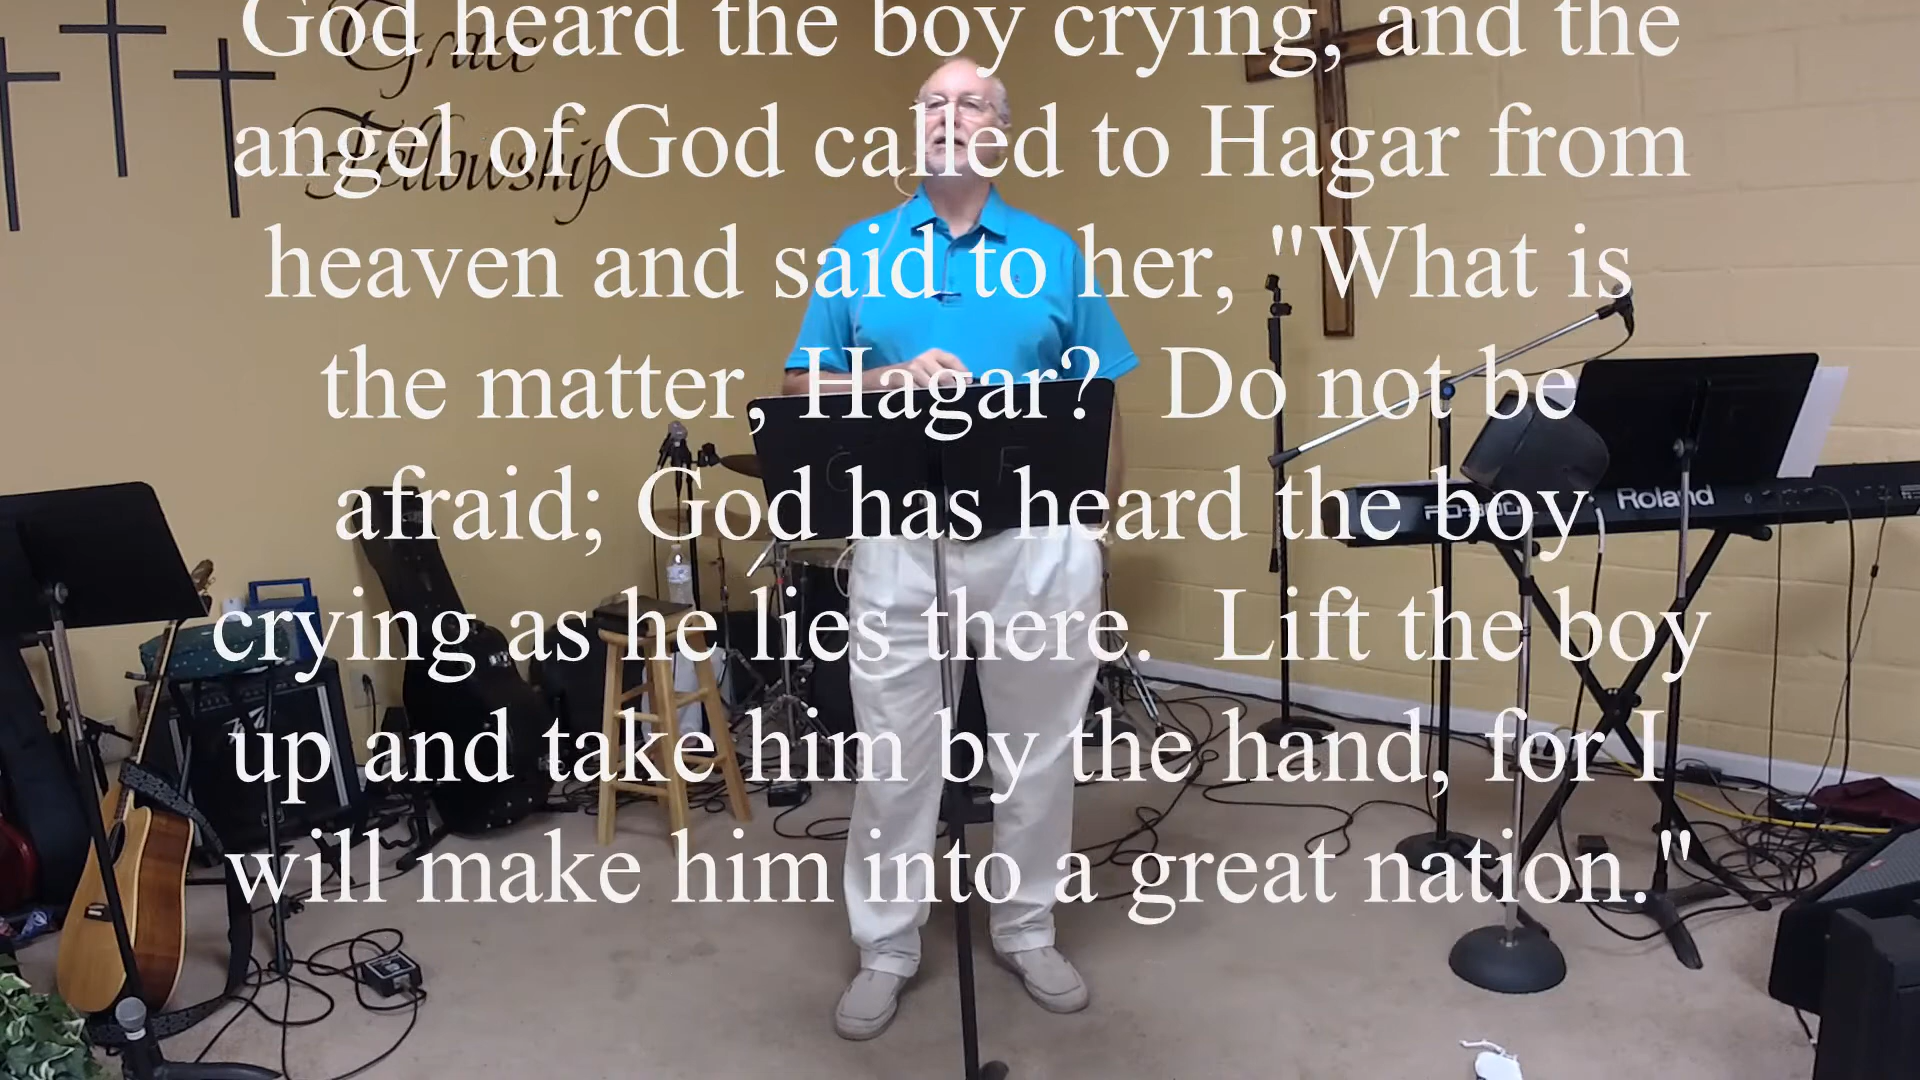 God heard the boy crying, and the
angel of God called to Hagar from
heaven and said to her, "What is
the matter, Hagar?  Do not be
afraid; God has heard the boy
crying as he lies there.  Lift the boy
up and take him by the hand, for I
will make him into a great nation."
Grace
Fellowship
G F
Roland